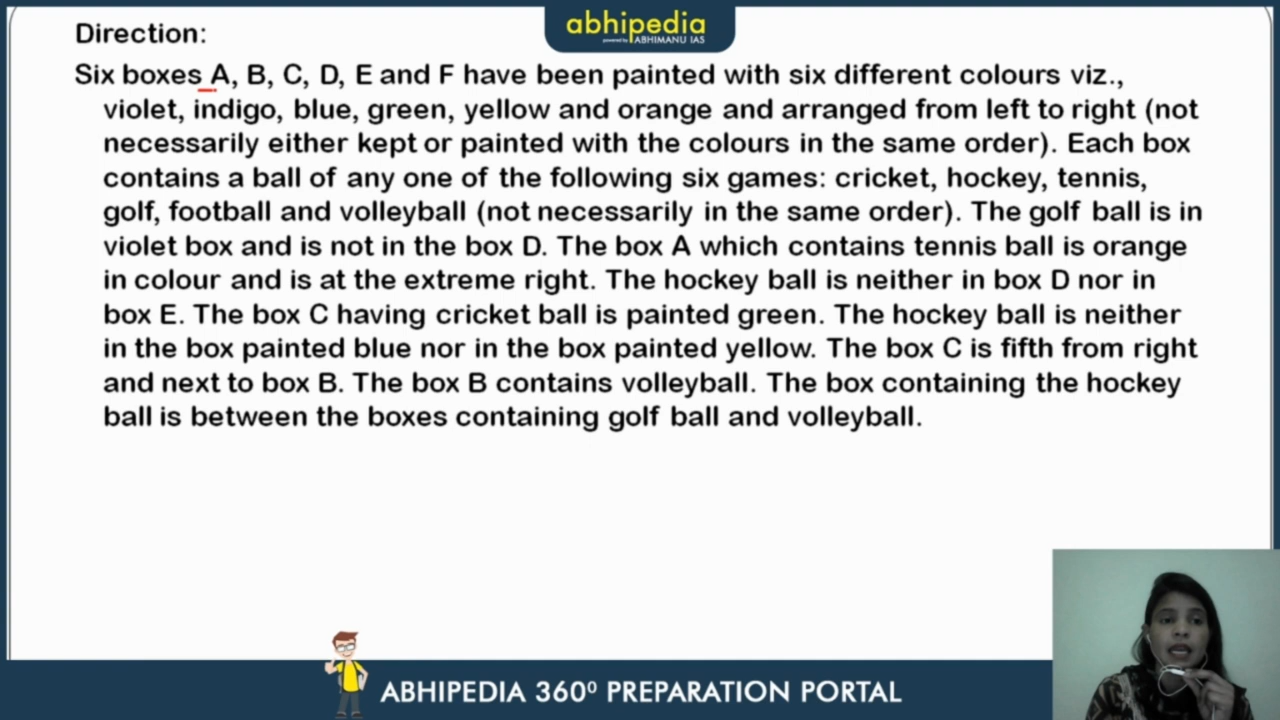 abhipedia
powered by ABHIMANU IAS
Direction:
Six boxes A, B, C, D, E and F have been painted with six different colours viz.,
violet, indigo, blue, green, yellow and orange and arranged from left to right (not
necessarily either kept or painted with the colours in the same order). Each box
contains a ball of any one of the following six games: cricket, hockey, tennis,
golf, football and volleyball (not necessarily in the same order). The golf ball is in
violet box and is not in the box D. The box A which contains tennis ball is orange
in colour and is at the extreme right. The hockey ball is neither in box D nor in
box E. The box C having cricket ball is painted green. The hockey ball is neither
in the box painted blue nor in the box painted yellow. The box C is fifth from right
and next to box B. The box B contains volleyball. The box containing the hockey
ball is between the boxes containing golf ball and volleyball.
ABHIPEDIA 360⁰ PREPARATION PORTAL